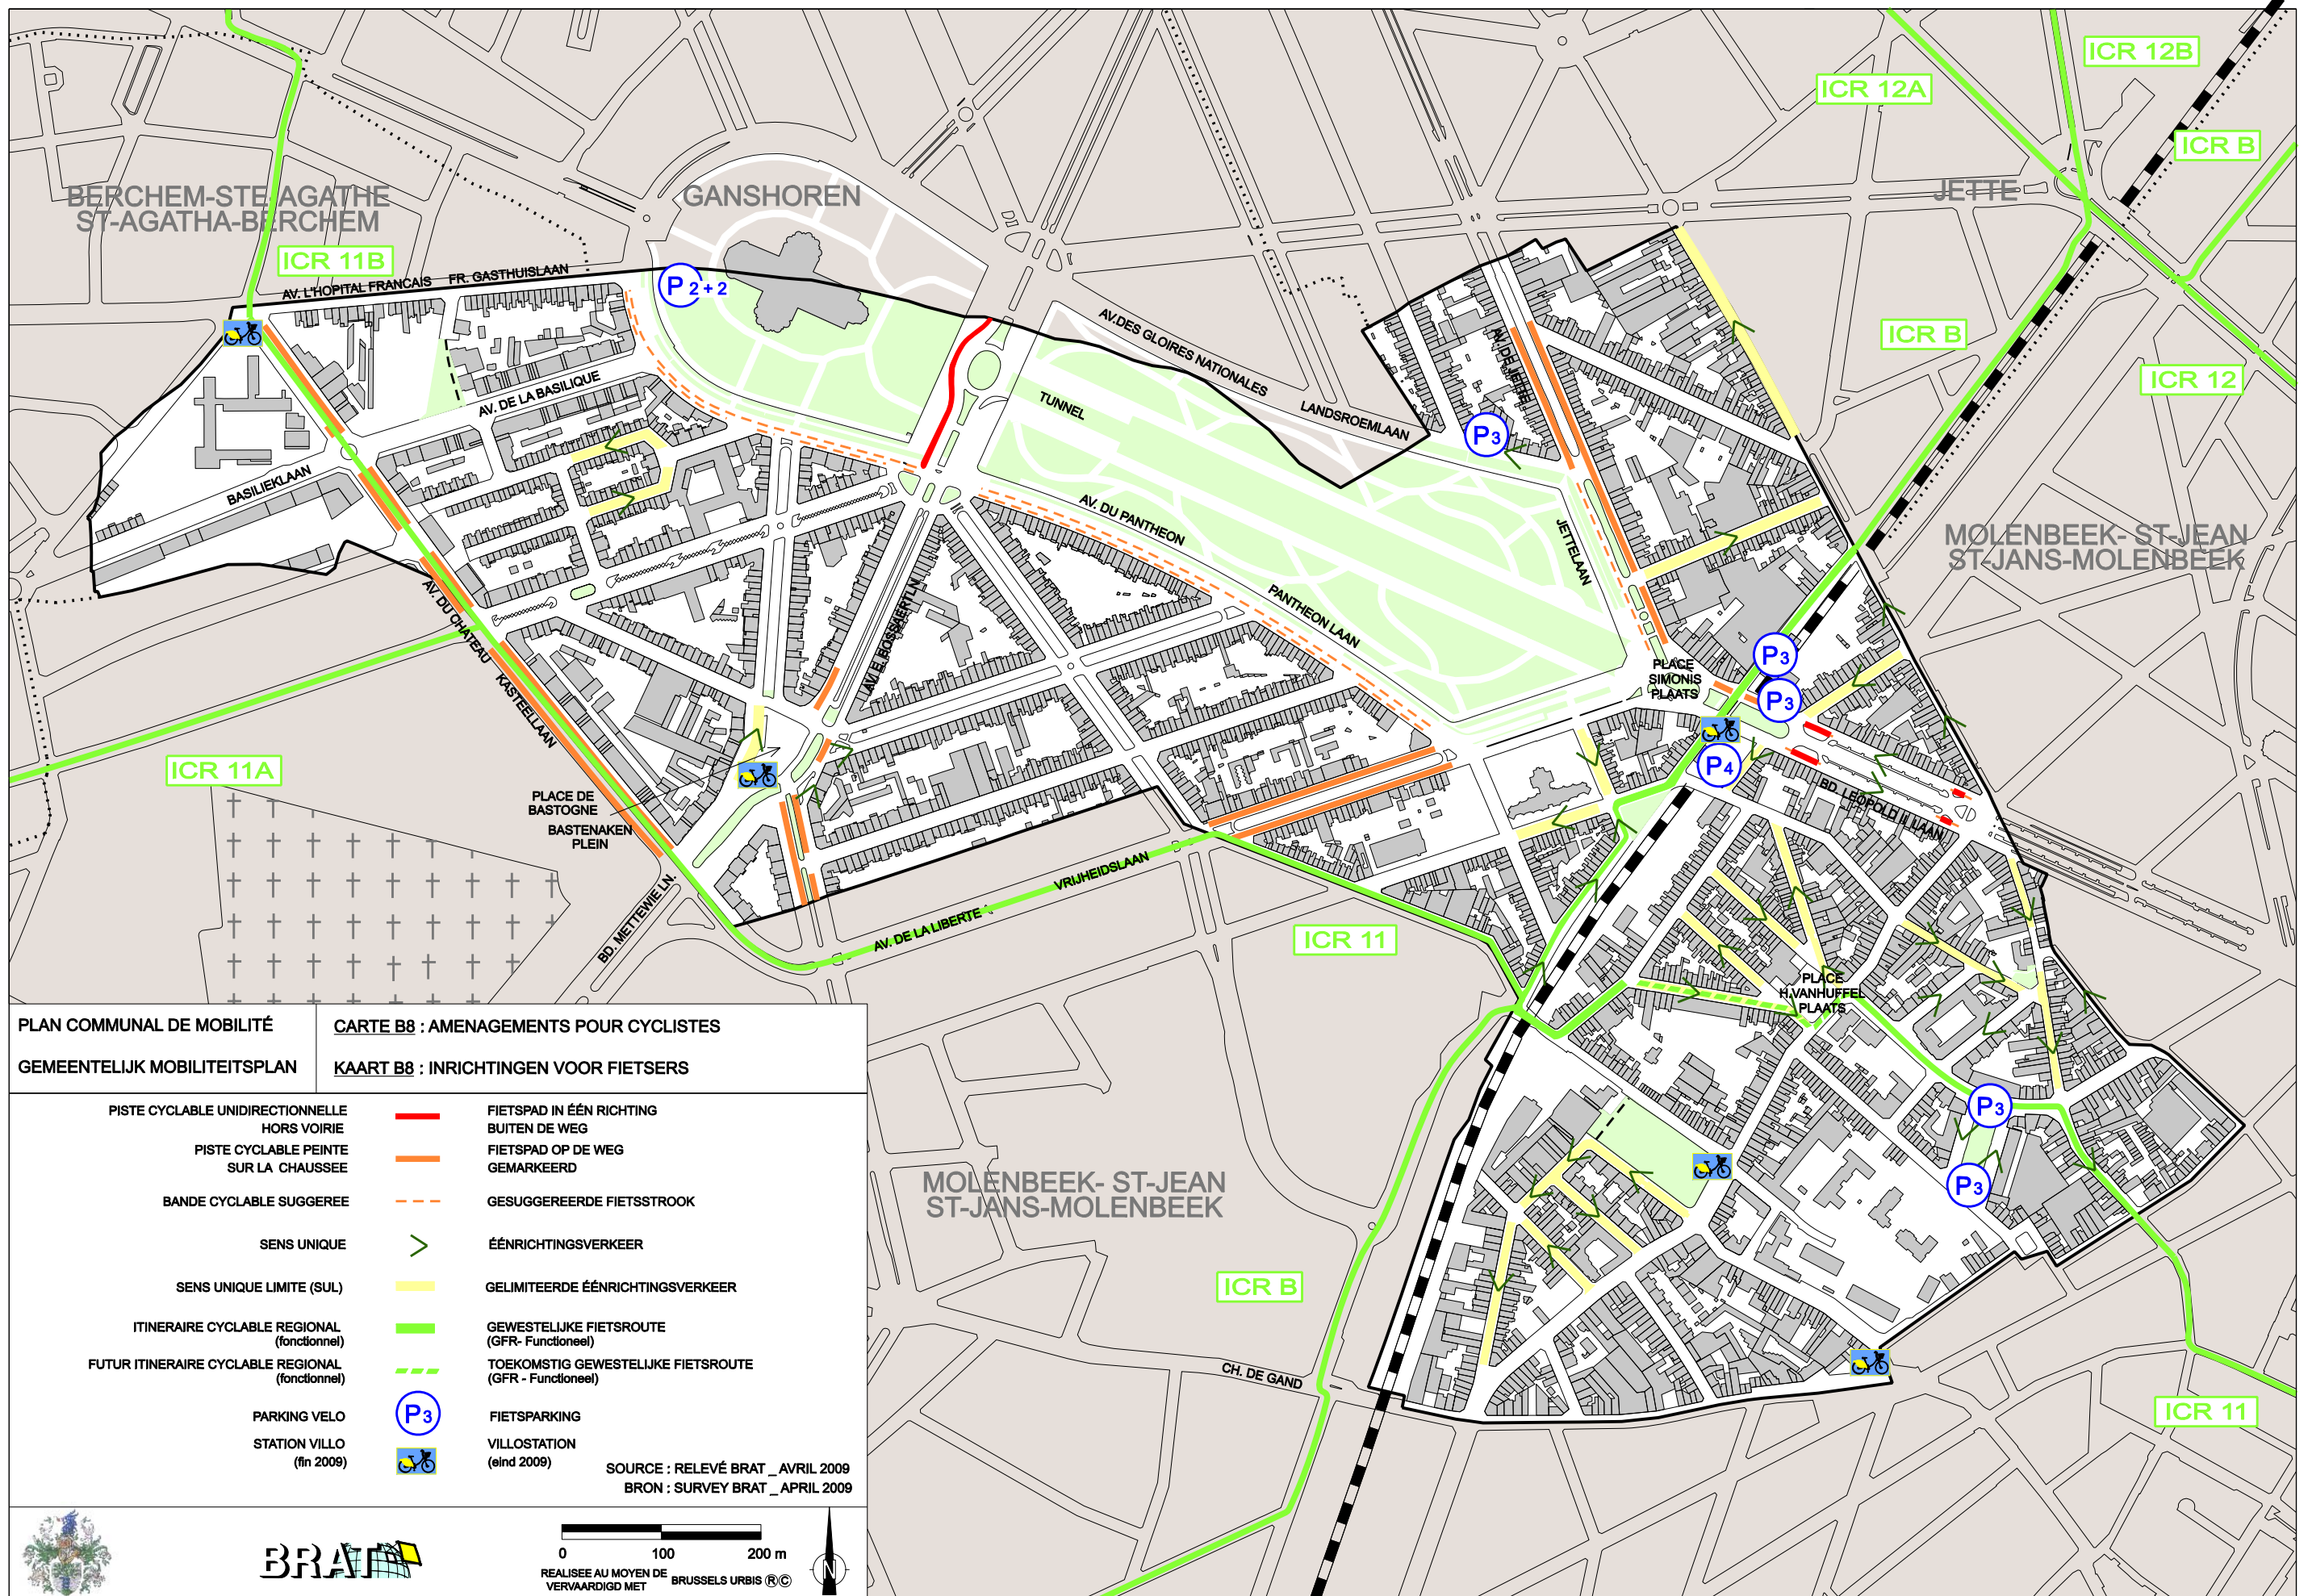 ICR 12B
ICR 12A
ICR B
BERCHEM-STE-AGATHE
ST-AGATHA-BERCHEM
GANSHOREN
JETTE
ICR 11B
AV. L'HOPITAL FRANCAIS FR. GASTHUISLAAN
P 2 + 2
AV.DES GLOIRES NATIONALES
LANDSROEMLAAN
AV. DE JETTE
ICR B
ICR 12
TUNNEL
AV. DE LA BASILIQUE
BASILIEKLAAN
P3
AV. DU PANTHEON
PANTHEON LAAN
JETTELAAN
MOLENBEEK- ST-JEAN
ST-JANS-MOLENBEEK
AV. DU CHATEAU
KASTEELLAAN
AV. E. BOSSAERTLN
PLACE
SIMONIS
PLAATS
P3
P3
P4
BD. LEOPOLD II LAAN
ICR 11A
PLACE DE
BASTOGNE
BASTENAKEN
PLEIN
BD. METTEWIE LN.
AV. DE LA LIBERTE
VRIJHEIDSLAAN
ICR 11
PLACE
H.VANHUFFEL
PLAATS
P3
P3
MOLENBEEK- ST-JEAN
ST-JANS-MOLENBEEK
ICR B
CH. DE GAND
ICR 11
PLAN COMMUNAL DE MOBILITÉ
GEMEENTELIJK MOBILITEITSPLAN
CARTE B8 : AMENAGEMENTS POUR CYCLISTES
KAART B8 : INRICHTINGEN VOOR FIETSERS
PISTE CYCLABLE UNIDIRECTIONNELLE
HORS VOIRIE
FIETSPAD IN ÉÉN RICHTING
BUITEN DE WEG
PISTE CYCLABLE PEINTE
SUR LA CHAUSSEE
FIETSPAD OP DE WEG
GEMARKEERD
BANDE CYCLABLE SUGGEREE
GESUGGEREERDE FIETSSTROOK
SENS UNIQUE
ÉÉNRICHTINGSVERKEER
SENS UNIQUE LIMITE (SUL)
GELIMITEERDE ÉÉNRICHTINGSVERKEER
ITINERAIRE CYCLABLE REGIONAL
(fonctionnel)
GEWESTELIJKE FIETSROUTE
(GFR- Functioneel)
FUTUR ITINERAIRE CYCLABLE REGIONAL
(fonctionnel)
TOEKOMSTIG GEWESTELIJKE FIETSROUTE
(GFR - Functioneel)
PARKING VELO
P3
FIETSPARKING
STATION VILLO
(fin 2009)
VILLOSTATION
(eind 2009)
SOURCE : RELEVÉ BRAT _ AVRIL 2009
BRON : SURVEY BRAT _ APRIL 2009
BRAT
0 100 200 m
REALISEE AU MOYEN DE
VERVAARDIGD MET
BRUSSELS URBIS ®©
N